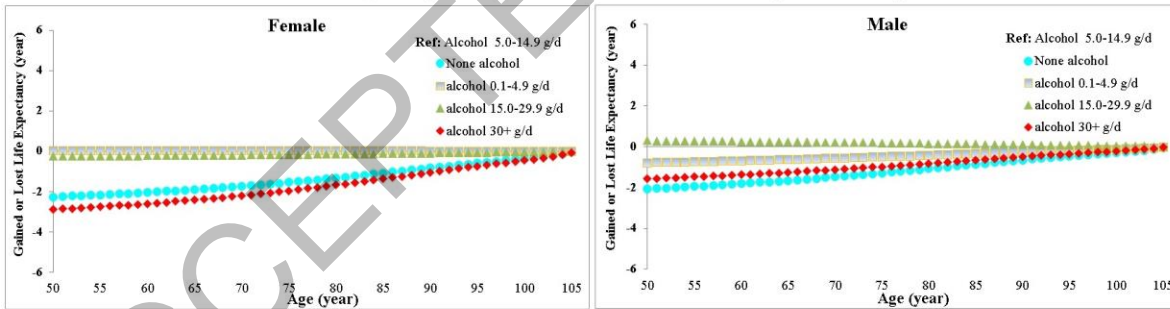 Female
Gained or Lost Life Expectancy (year)
6
4
2
0
-2
-4
-6
Ref: Alcohol 5.0-14.9 g/d
None alcohol
alcohol 0.1-4.9 g/d
alcohol 15.0-29.9 g/d
alcohol 30+ g/d
50 55 60 65 70 75 80 85 90 95 100 105
Age (year)
Male
Gained or Lost Life Expectancy (year)
6
4
2
0
-2
-4
-6
Ref: Alcohol 5.0-14.9 g/d
None alcohol
alcohol 0.1-4.9 g/d
alcohol 15.0-29.9 g/d
alcohol 30+ g/d
50 55 60 65 70 75 80 85 90 95 100 105
Age (year)
CCEPTE